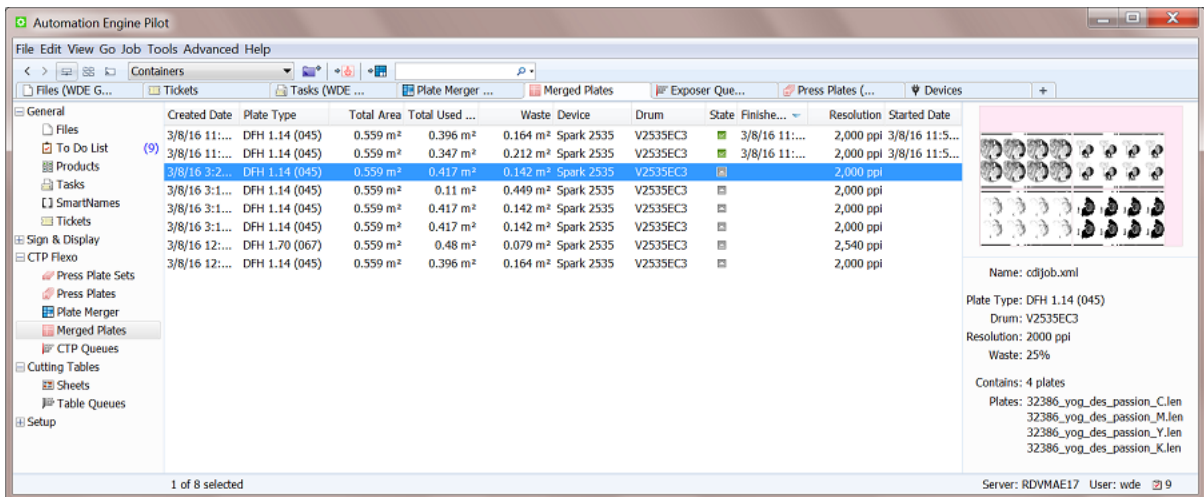 Automation Engine Pilot
File Edit View Go Job Tools Advanced Help
Containers
Files (WDE G... Tickets Tasks (WDE ... Plate Merger ... Merged Plates Exposer Que... Press Plates (... Devices +
General
Files
To Do List (9)
Products
Tasks
SmartNames
Tickets
Sign & Display
CTP Flexo
Press Plate Sets
Press Plates
Plate Merger
Merged Plates
CTP Queues
Cutting Tables
Sheets
Table Queues
Setup
Created Date Plate Type Total Area Total Used ... Waste Device Drum State Finishe... Resolution Started Date
3/8/16 11:... DFH 1.14 (045) 0.559 m² 0.396 m² 0.164 m² Spark 2535 V2535EC3 3/8/16 11:... 2,000 ppi 3/8/16 11:5...
3/8/16 11:... DFH 1.14 (045) 0.559 m² 0.347 m² 0.212 m² Spark 2535 V2535EC3 3/8/16 11:... 2,000 ppi 3/8/16 11:5...
3/8/16 3:2... DFH 1.14 (045) 0.559 m² 0.417 m² 0.142 m² Spark 2535 V2535EC3 2,000 ppi
3/8/16 3:1... DFH 1.14 (045) 0.559 m² 0.11 m² 0.449 m² Spark 2535 V2535EC3 2,000 ppi
3/8/16 3:1... DFH 1.14 (045) 0.559 m² 0.417 m² 0.142 m² Spark 2535 V2535EC3 2,000 ppi
3/8/16 3:1... DFH 1.14 (045) 0.559 m² 0.417 m² 0.142 m² Spark 2535 V2535EC3 2,000 ppi
3/8/16 12:... DFH 1.70 (067) 0.559 m² 0.48 m² 0.079 m² Spark 2535 V2535EC3 2,540 ppi
3/8/16 12:... DFH 1.14 (045) 0.559 m² 0.396 m² 0.164 m² Spark 2535 V2535EC3 2,000 ppi
Name: cdijob.xml
Plate Type: DFH 1.14 (045)
Drum: V2535EC3
Resolution: 2000 ppi
Waste: 25%
Contains: 4 plates
Plates: 32386_yog_des_passion_C.len
32386_yog_des_passion_M.len
32386_yog_des_passion_Y.len
32386_yog_des_passion_K.len
1 of 8 selected
Server: RDVMAE17 User: wde 9